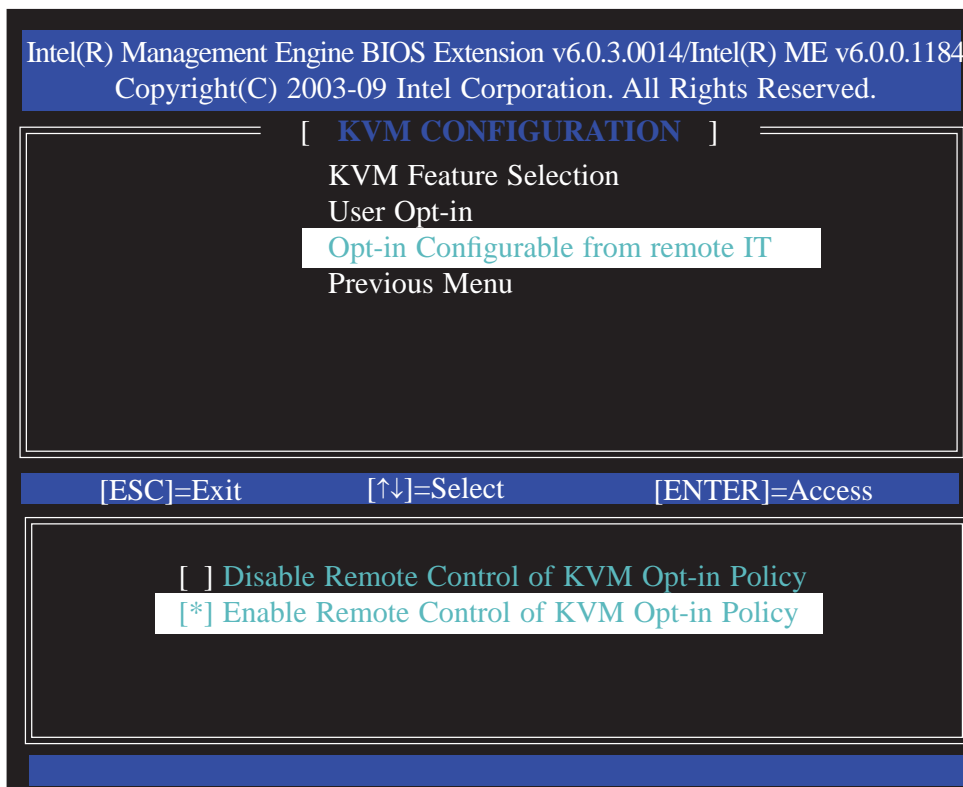 Intel(R) Management Engine BIOS Extension v6.0.3.0014/Intel(R) ME v6.0.0.1184
Copyright(C) 2003-09 Intel Corporation. All Rights Reserved.
[ KVM CONFIGURATION ]
KVM Feature Selection
User Opt-in
Opt-in Configurable from remote IT
Previous Menu
[ESC]=Exit [↑↓]=Select [ENTER]=Access
[ ] Disable Remote Control of KVM Opt-in Policy
[*] Enable Remote Control of KVM Opt-in Policy